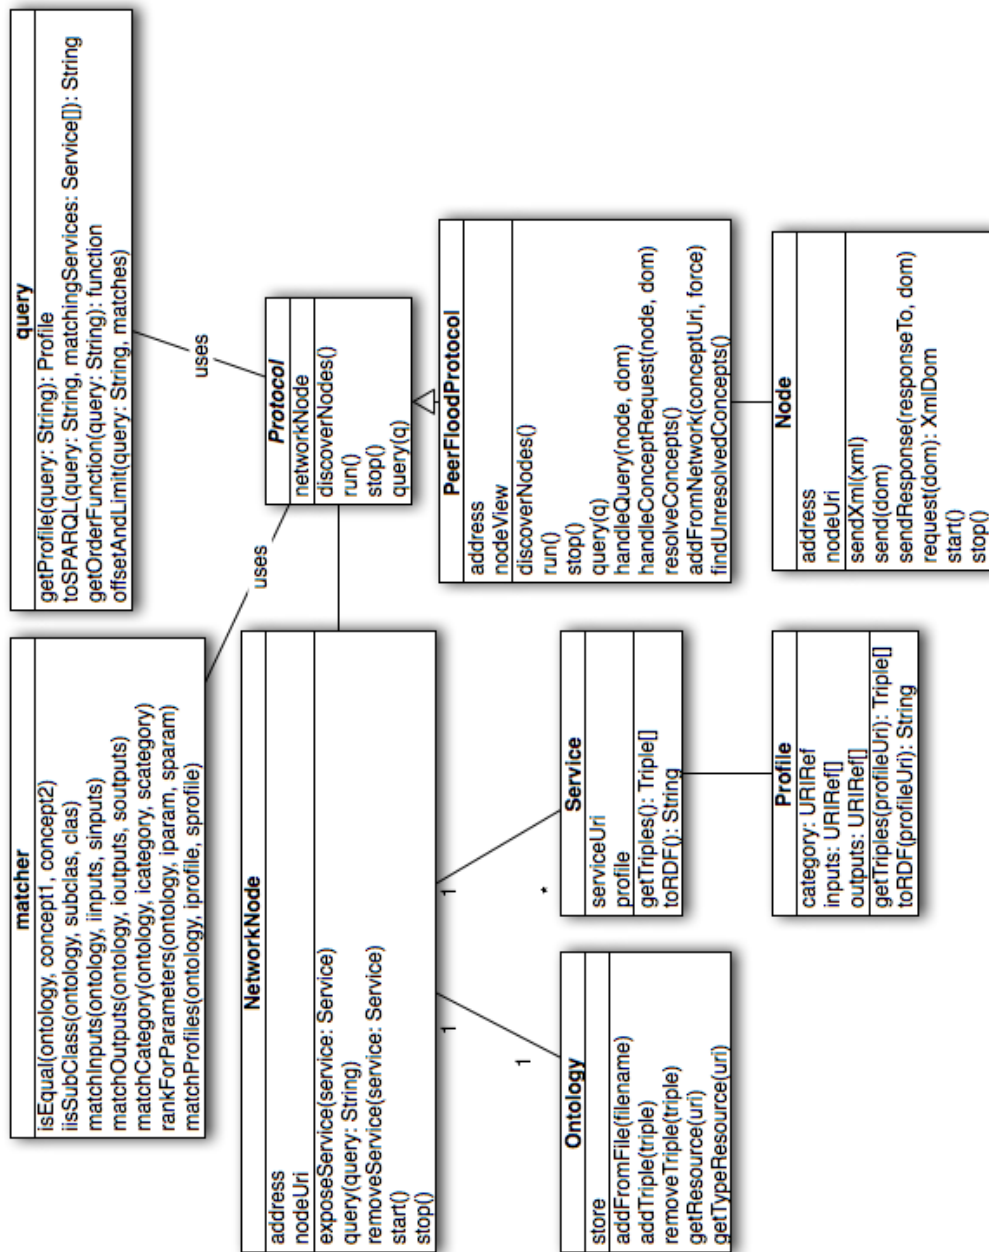 query
getProfile(query: String): Profile
toSPARQL(query: String, matchingServices: Service[]): String
getOrderFunction(query: String): function
offsetAndLimit(query: String, matches)
matcher
isEqual(ontology, concept1, concept2)
iisSubClass(ontology, subclas, clas)
matchInputs(ontology, iinputs, sinputs)
matchOutputs(ontology, ioutputs, soutputs)
matchCategory(ontology, icategory, scategory)
rankForParameters(ontology, iparam, sparam)
matchProfiles(ontology, iprofile, sprofile)
uses
uses
Protocol
networkNode
discoverNodes()
run()
stop()
query(q)
NetworkNode
address
nodeUri
exposeService(service: Service)
query(query: String)
removeService(service: Service)
start()
stop()
PeerFloodProtocol
address
nodeView
discoverNodes()
run()
stop()
query(q)
handleQuery(node, dom)
handleConceptRequest(node, dom)
resolveConcepts()
addFromNetwork(conceptUri, force)
findUnresolvedConcepts()
1
*
1
1
Service
serviceUri
profile
getTriples(): Triple[]
toRDF(): String
Ontology
store
addFromFile(filename)
addTriple(triple)
removeTriple(triple)
getResource(uri)
getTypeResource(uri)
Node
address
nodeUri
sendXml(xml)
send(dom)
sendResponse(responseTo, dom)
request(dom): XmlDom
start()
stop()
Profile
category: URIRef
inputs: URIRef[]
outputs: URIRef[]
getTriples(profileUri): Triple[]
toRDF(profileUri): String